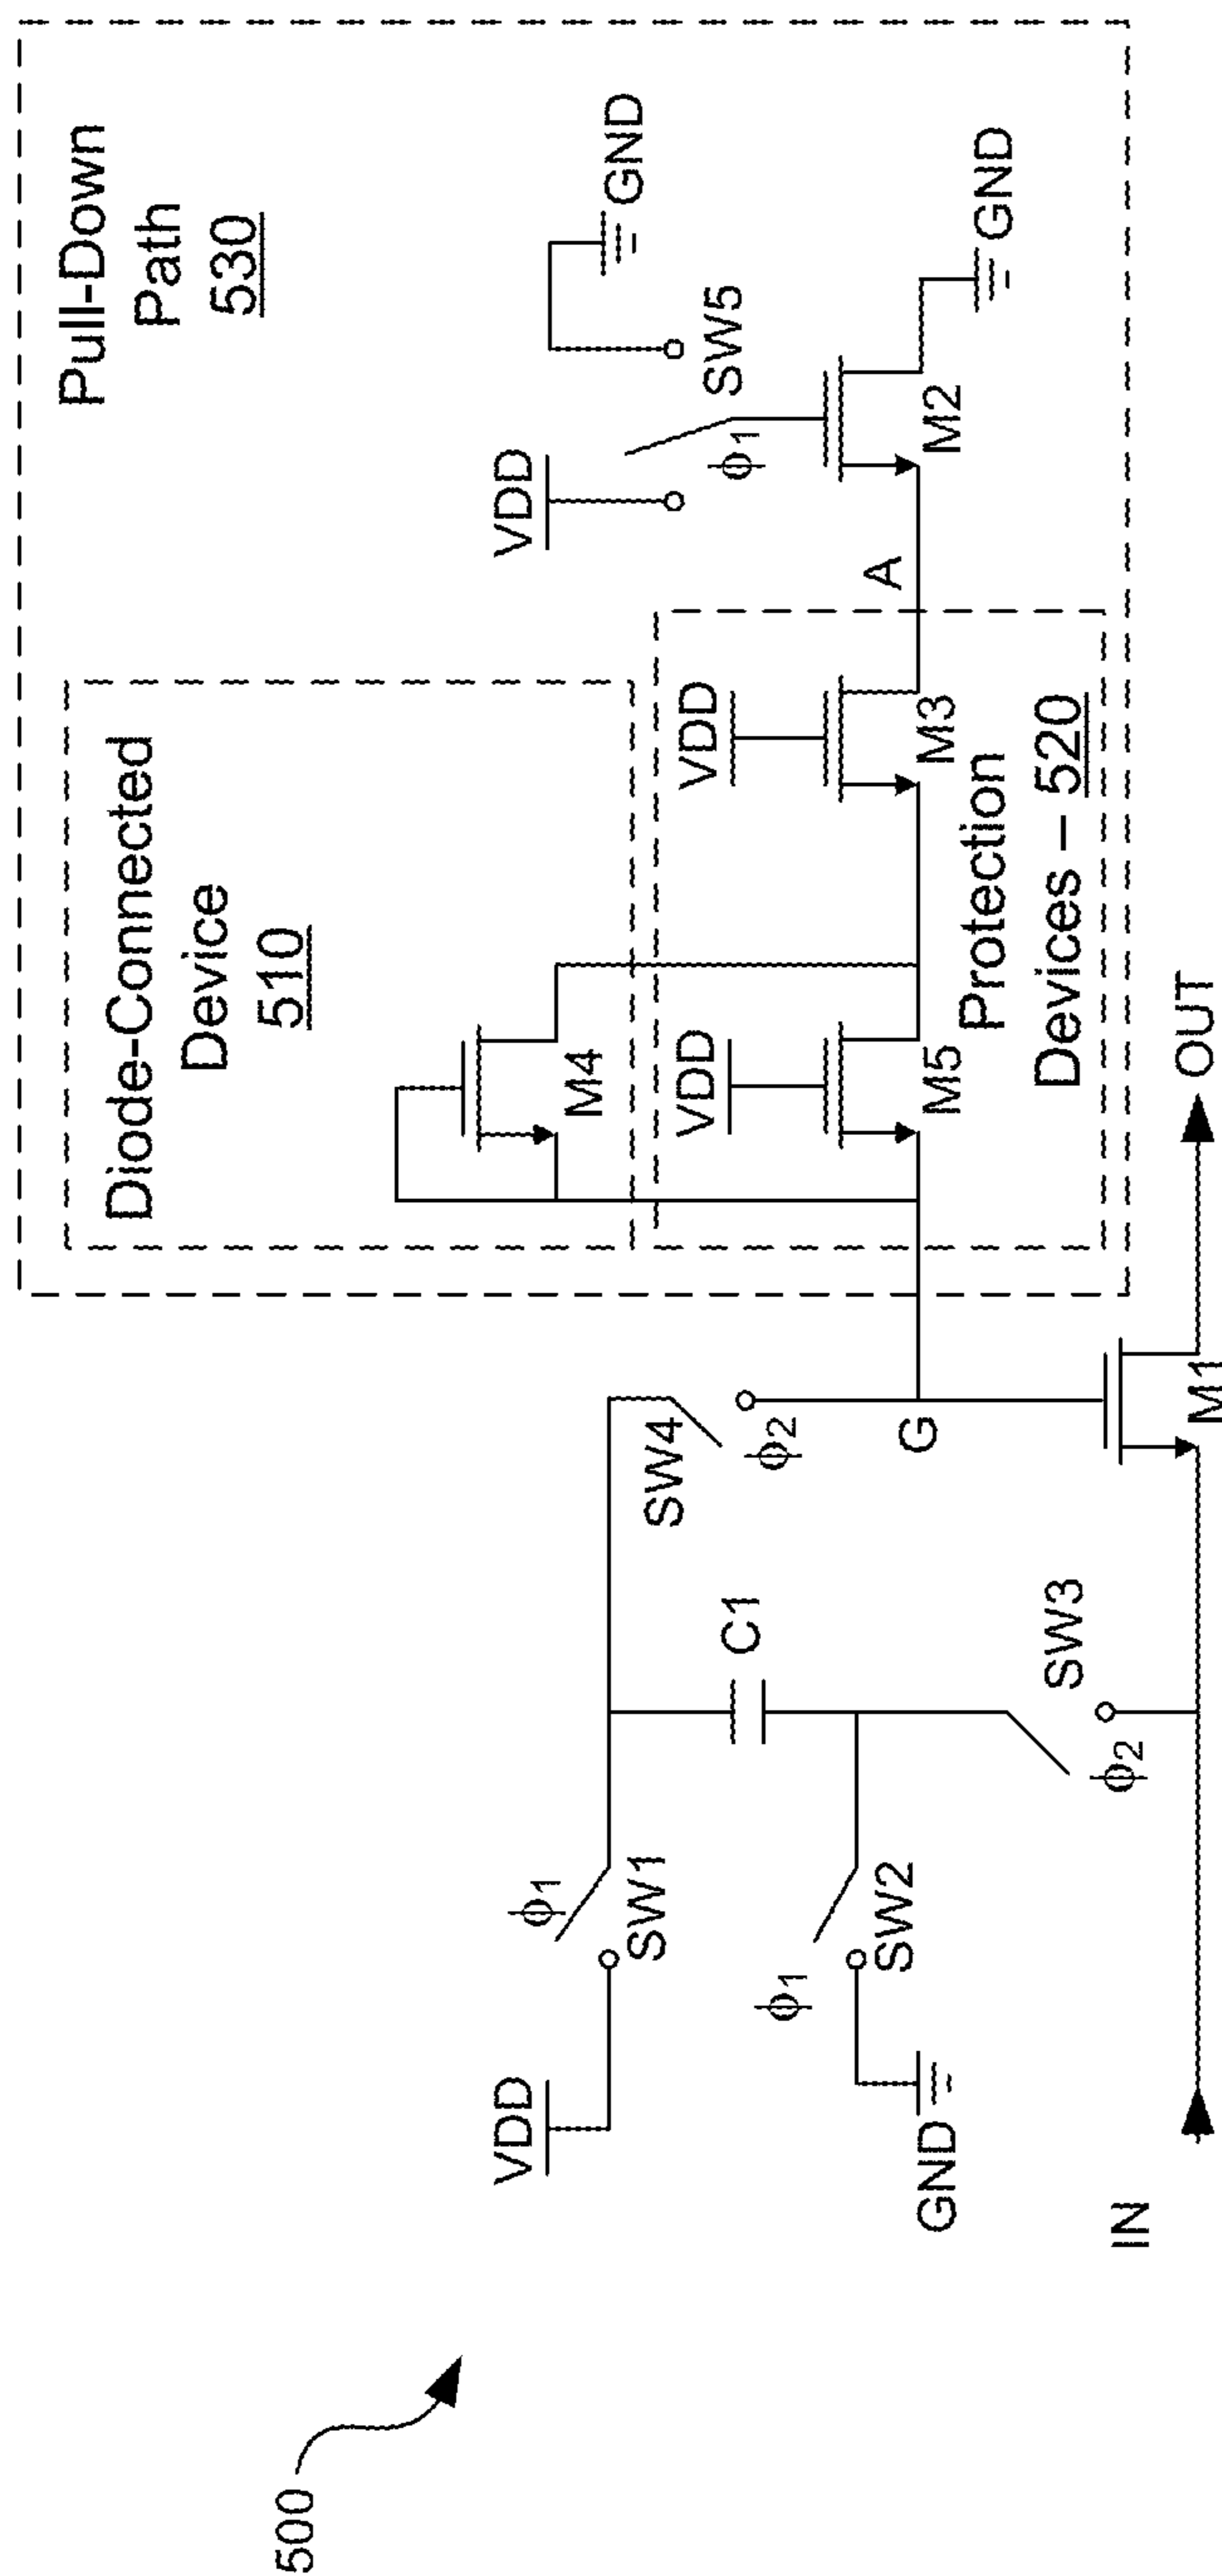 500
Pull-Down
Path
530
Diode-Connected
Device
510
M4
VDD
GND
SW5
ϕ1
M2
GND
A
VDD
M3
VDD
M5
Protection
Devices – 520
VDD
ϕ1
SW1
C1
SW4
ϕ2
G
GND
ϕ1
SW2
SW3
ϕ2
IN
M1
OUT